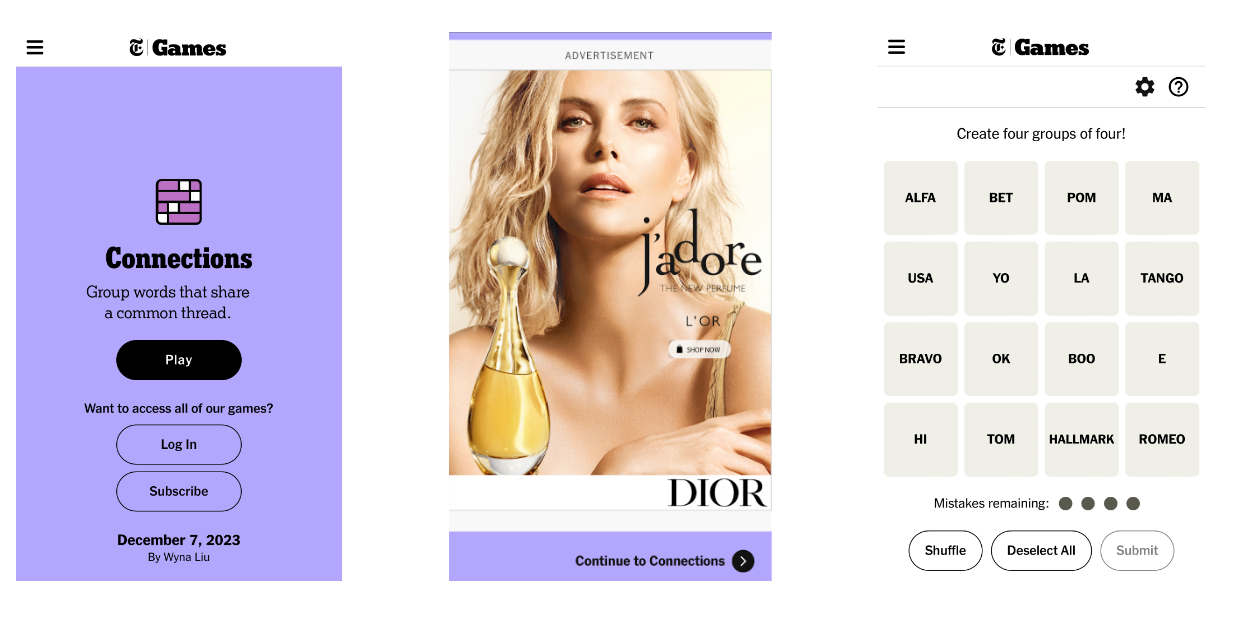 T Games
Connections
Group words that share
a common thread.
Play
Want to access all of our games?
Log In
Subscribe
December 7, 2023
By Wyna Liu
ADVERTISEMENT
j'adore
THE NEW PERFUME
L'OR
SHOP NOW
DIOR
Continue to Connections
T Games
Create four groups of four!
ALFA BET POM MA
USA YO LA TANGO
BRAVO OK BOO E
HI TOM HALLMARK ROMEO
Mistakes remaining:
Shuffle Deselect All Submit